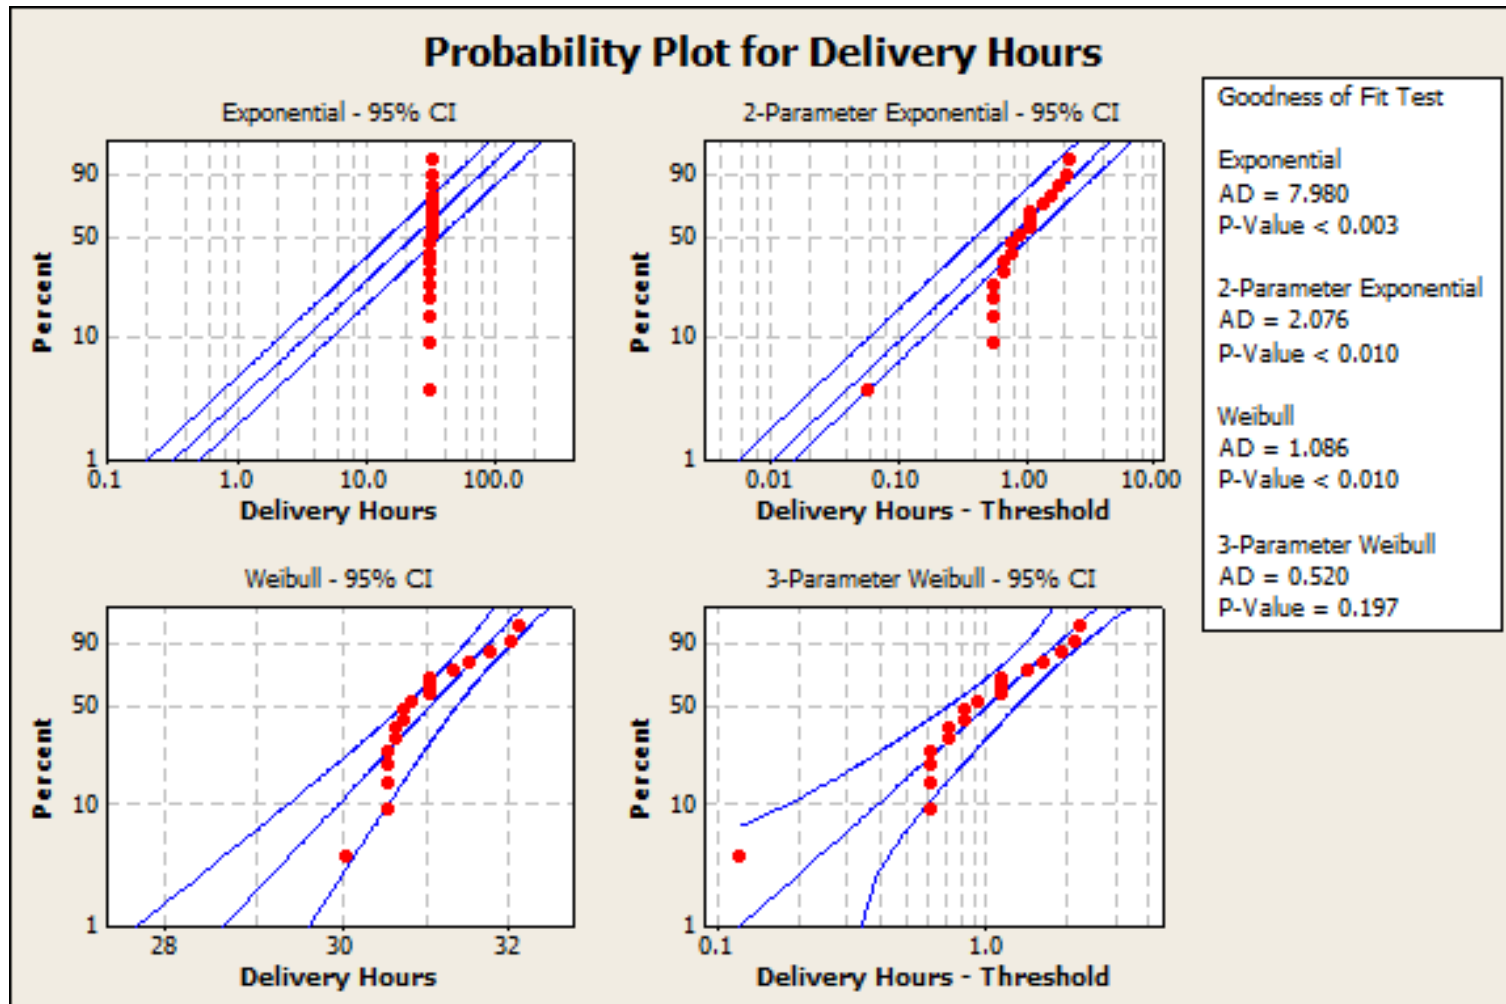 Probability Plot for Delivery Hours
Exponential - 95% CI
2-Parameter Exponential - 95% CI
Percent
90
50
10
1
0.1 1.0 10.0 100.0
Delivery Hours
Percent
90
50
10
1
0.01 0.10 1.00 10.00
Delivery Hours - Threshold
Weibull - 95% CI
3-Parameter Weibull - 95% CI
Percent
90
50
10
1
28 30 32
Delivery Hours
Percent
90
50
10
1
0.1 1.0
Delivery Hours - Threshold
Goodness of Fit Test
Exponential
AD = 7.980
P-Value < 0.003
2-Parameter Exponential
AD = 2.076
P-Value < 0.010
Weibull
AD = 1.086
P-Value < 0.010
3-Parameter Weibull
AD = 0.520
P-Value = 0.197